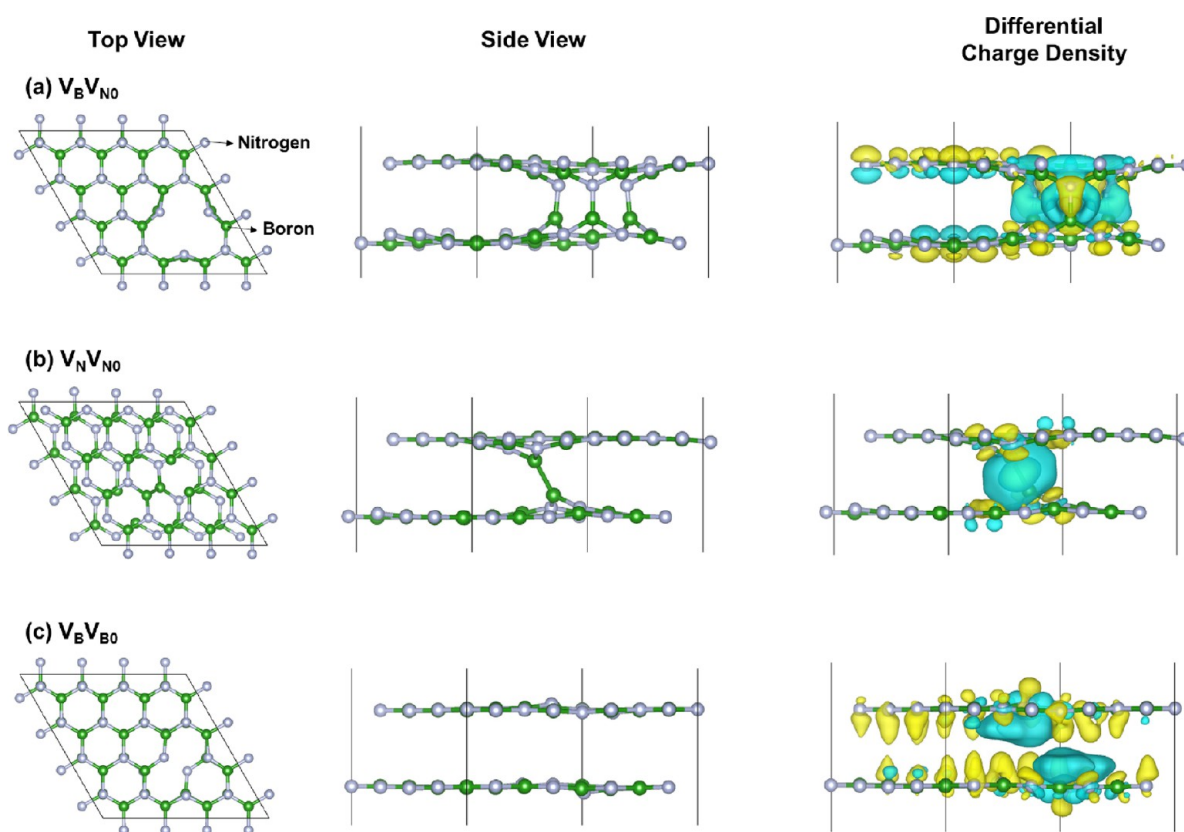 Top View
Side View
Differential
Charge Density
(a) VBVN0
Nitrogen
Boron
(b) VNVN0
(c) VBVB0